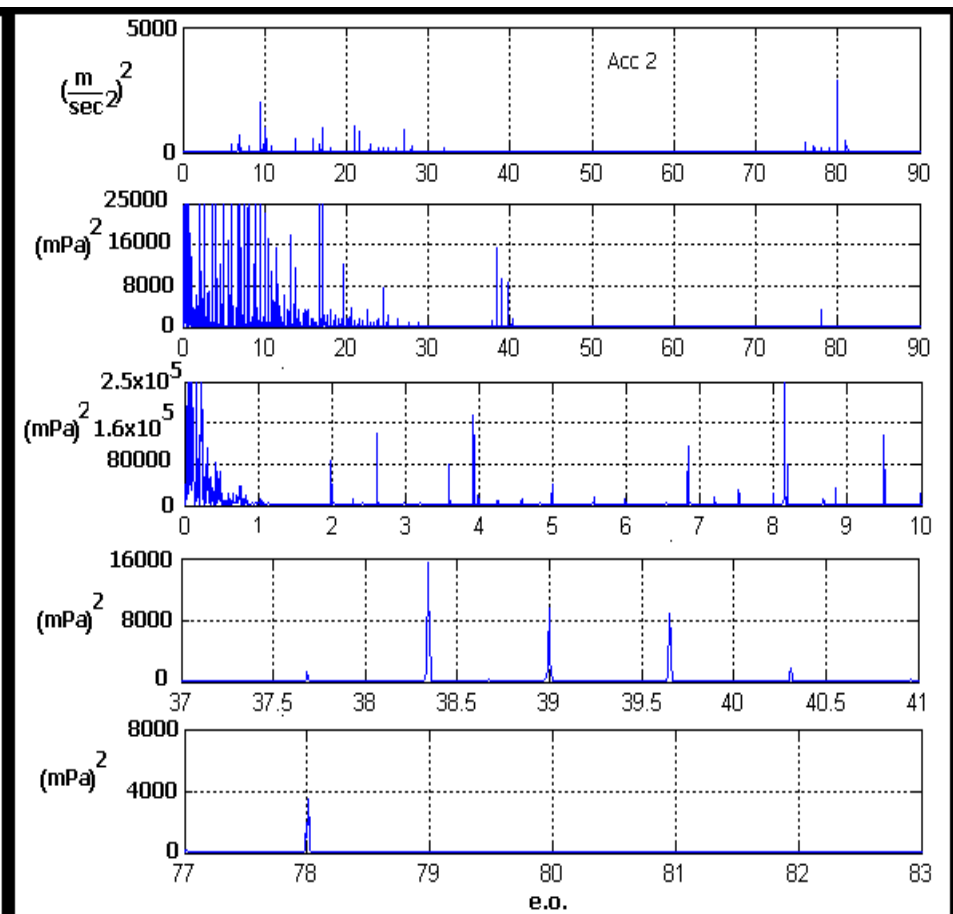 5000
Acc 2
(m/sec2)2
0
0 10 20 30 40 50 60 70 80 90
25000
(mPa)2 16000
8000
0
0 10 20 30 40 50 60 70 80 90
2.5x10^5
(mPa)2 1.6x10^5
80000
0
0 1 2 3 4 5 6 7 8 9 10
16000
(mPa)2 8000
0
37 37.5 38 38.5 39 39.5 40 40.5 41
8000
(mPa)2 4000
0
77 78 79 80 81 82 83
e.o.